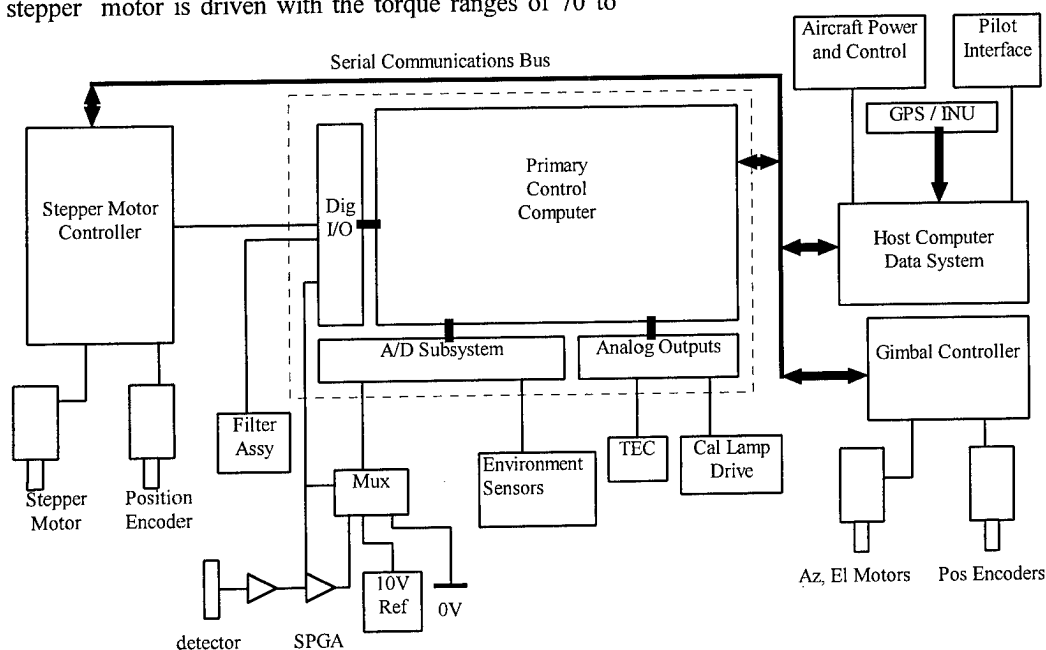 stepper motor is driven with the torque ranges of 70 to
Aircraft Power
and Control
Pilot
Interface
Serial Communications Bus
GPS / INU
Primary
Control
Computer
Dig
I/O
Stepper Motor
Controller
Host Computer
Data System
A/D Subsystem
Analog Outputs
Gimbal Controller
Filter
Assy
TEC
Cal Lamp
Drive
Mux
Environment
Sensors
Stepper
Motor
Position
Encoder
10V
Ref
0V
Az, El Motors
Pos Encoders
detector
SPGA